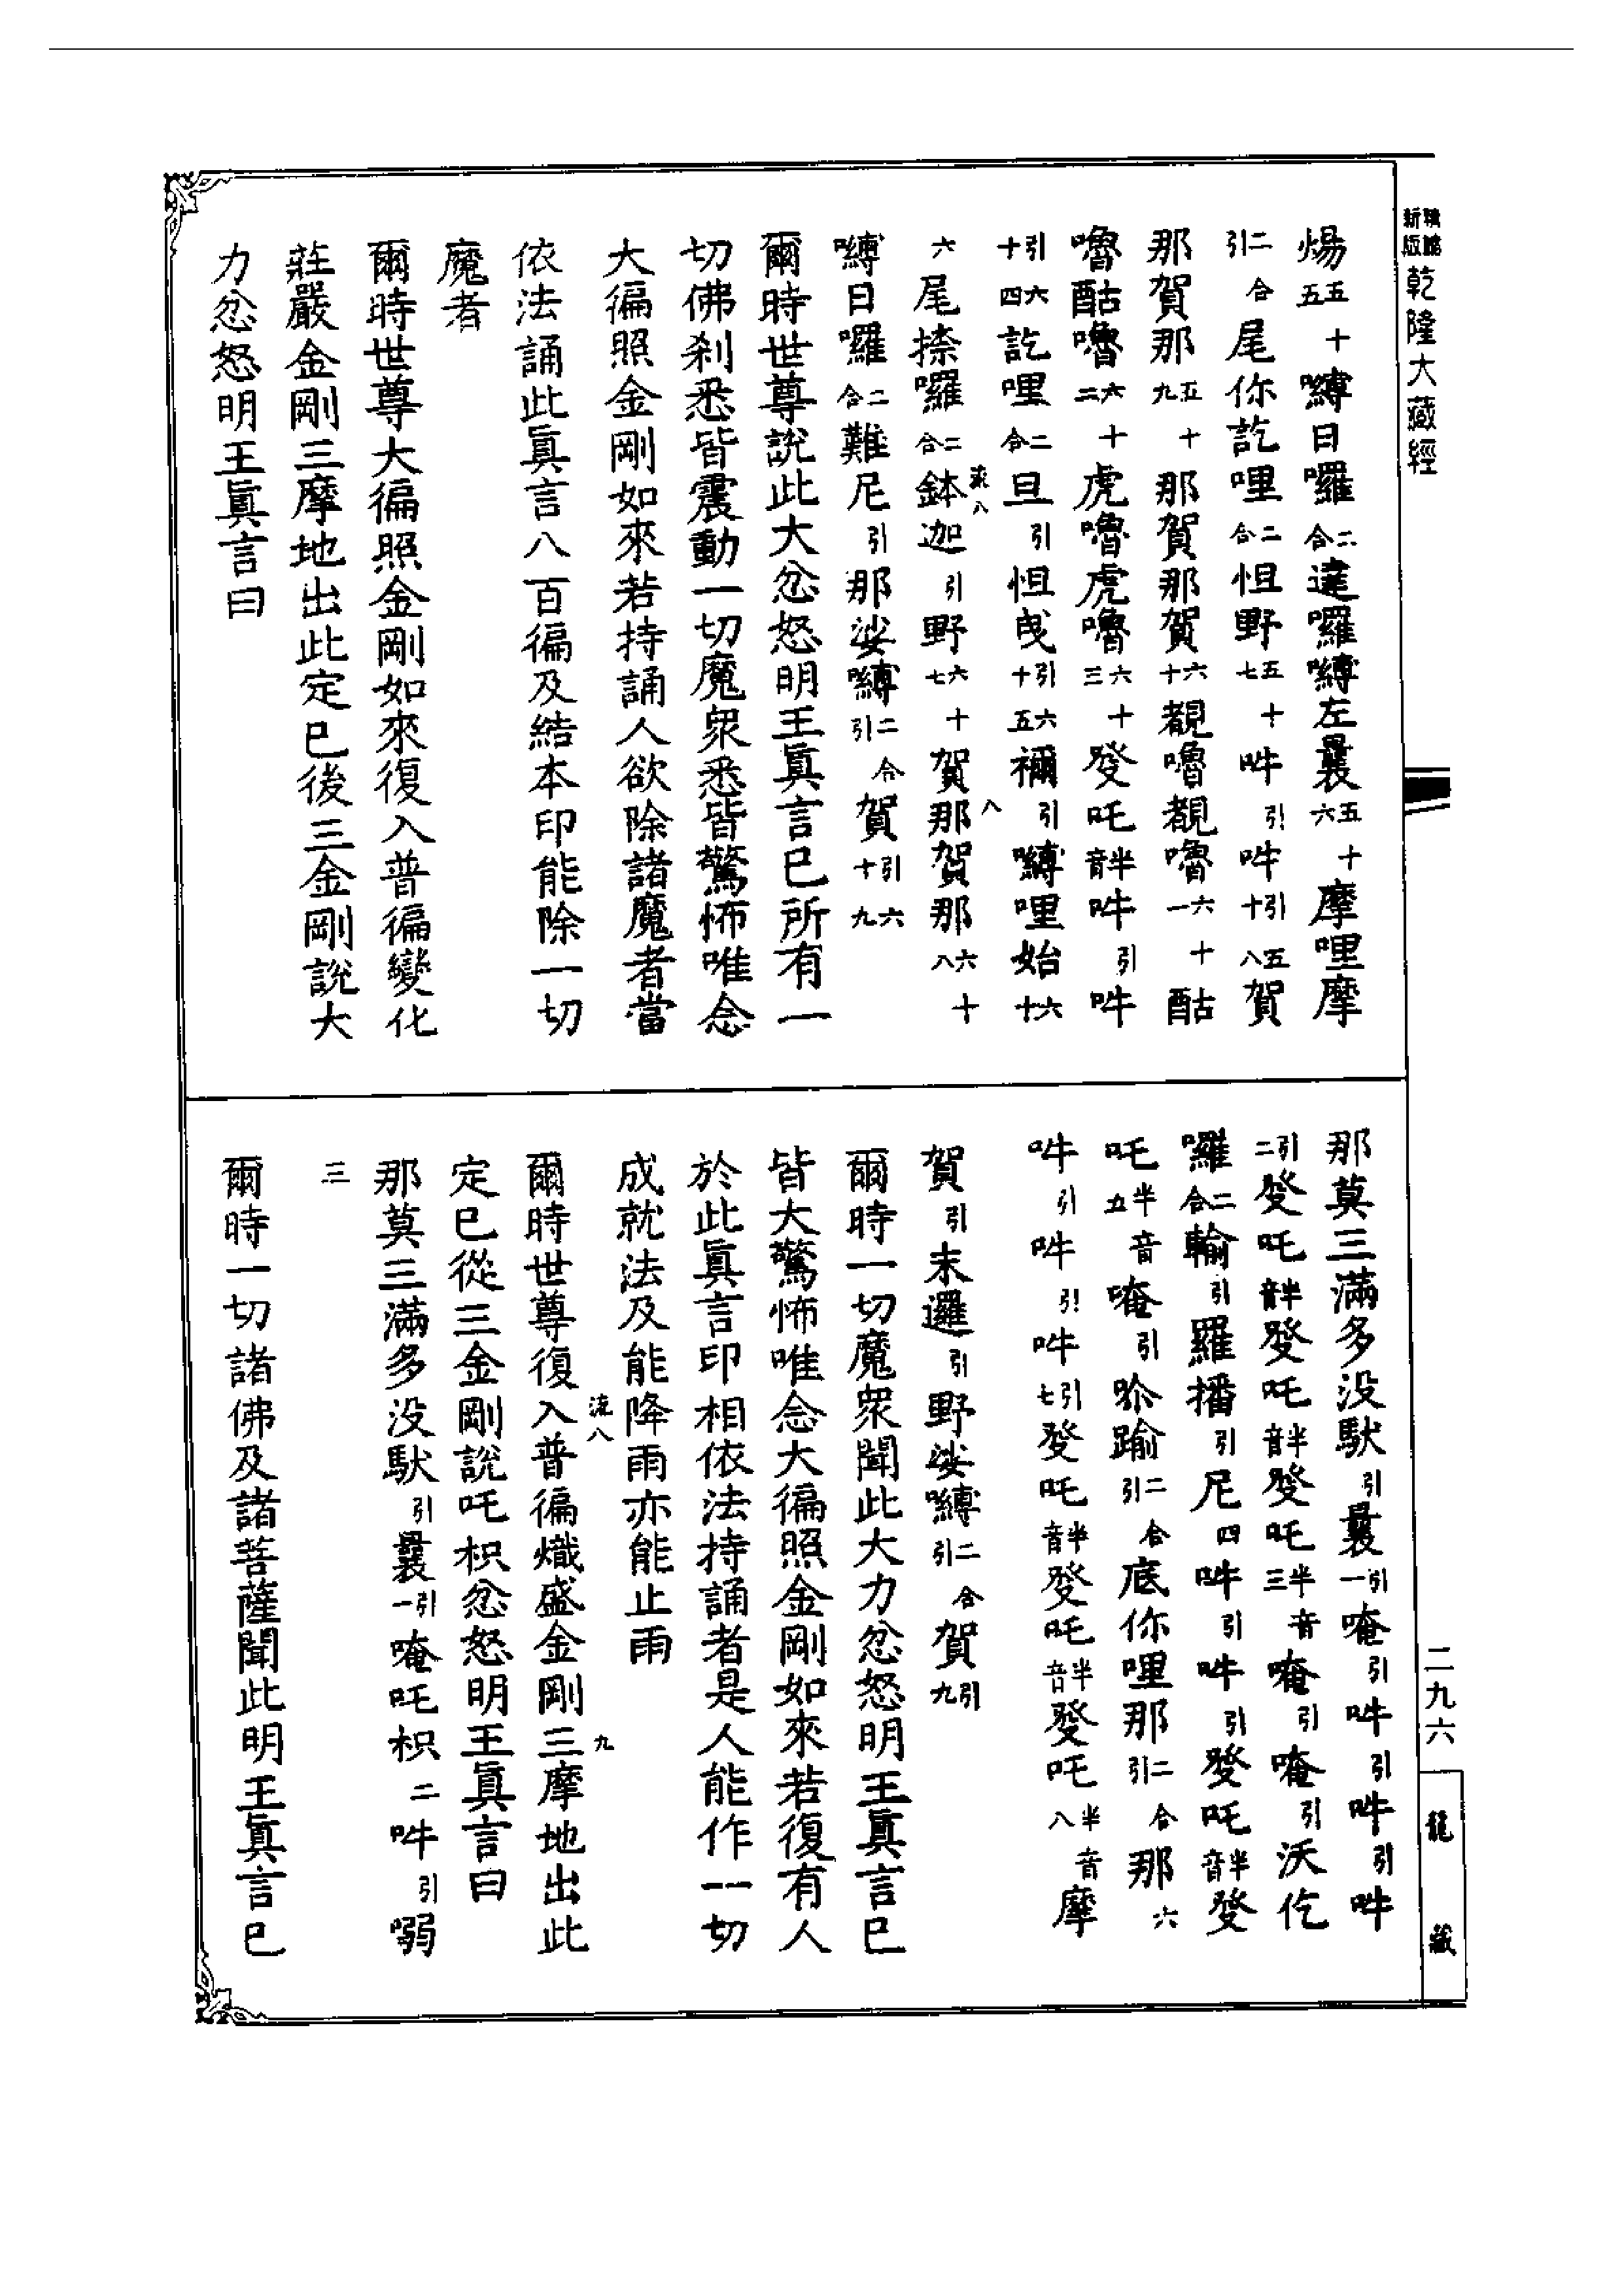 乾隆大藏經
煬五十五嚩日囉二合達囉嚩左曩五十六摩哩摩
二合引尾你訖哩二合怛野五十七吽引吽引五十八賀
那賀那五十九那賀那賀六十覩嚕覩嚕六十一酤
嚕酤嚕六十二虎嚕虎嚕六十三癹吒半音吽引吽
引六十四訖哩二合旦引怛曵引六十五禰引嚩哩始六十
六尾捺囉二合鉢迦引野六十七賀那賀那六十八
嚩日囉二合難尼引那娑嚩二合引賀引六十九
爾時世尊說此大忿怒明王眞言已所有一
切佛刹悉皆震動一切魔衆悉皆驚怖唯念
大徧照金剛如來若持誦人欲除諸魔者當
依法誦此眞言八百徧及結本印能除一切
魔者
爾時世尊大徧照金剛如來復入普徧變化
莊嚴金剛三摩地出此定已後三金剛說大
力忿怒明王眞言曰
那莫三滿多没馱引曩引一唵引吽引吽引吽
引二癹吒半音癹吒半音癹吒半音三唵引唵引沃仡
囉二合輸引羅播引尼四吽引吽引癹吒半音癹
吒半音五唵引𡁠踰二合引底你哩那二合引那六
吽引吽引吽引七癹吒半音癹吒半音癹吒半音八摩
賀引末邏引野娑嚩二合引賀引九
爾時一切魔衆聞此大力忿怒明王眞言已
皆大驚怖唯念大徧照金剛如來若復有人
於此眞言印相依法持誦者是人能作一切
成就法及能降雨亦能止雨
爾時世尊復入普徧熾盛金剛三摩地出此
定已從三金剛說吒枳忿怒明王眞言曰
那莫三滿多没馱引曩引一唵吒枳二吽引嘚
三
爾時一切諸佛及諸菩薩聞此明王眞言已
二九六
龍藏